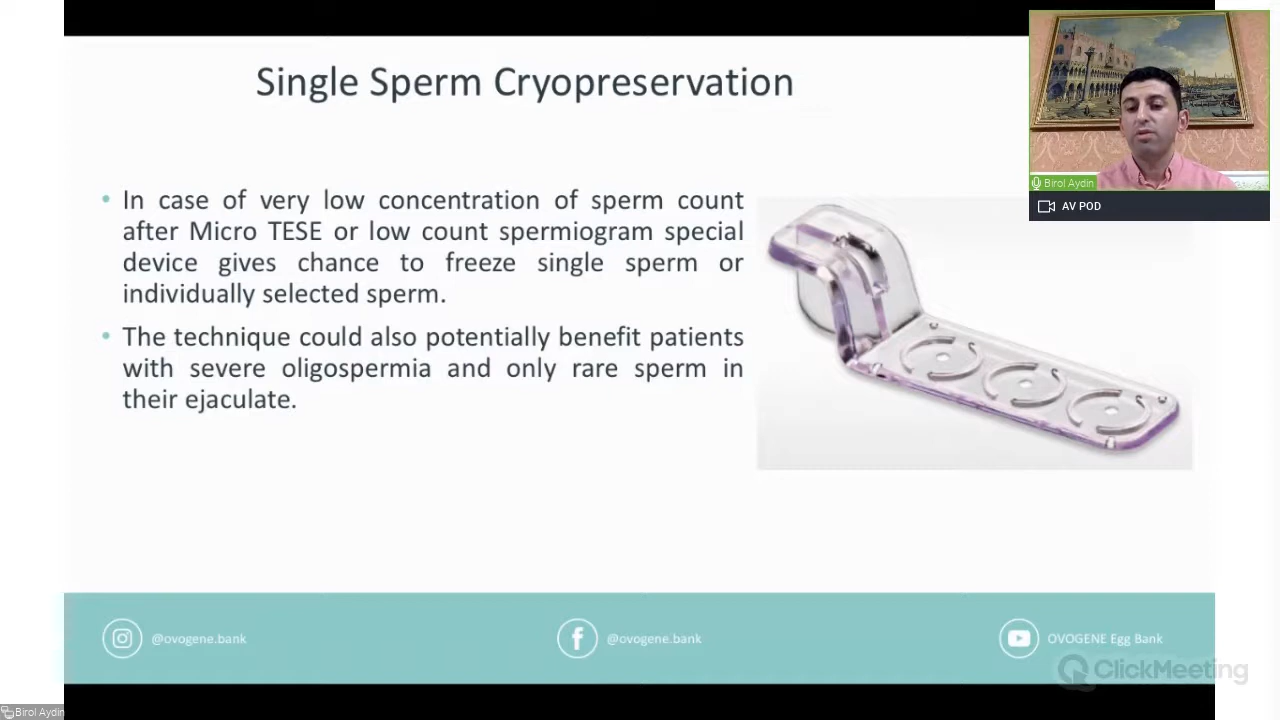 Single Sperm Cryopreservation
• In case of very low concentration of sperm count
after Micro TESE or low count spermiogram special
device gives chance to freeze single sperm or
individually selected sperm.
• The technique could also potentially benefit patients
with severe oligospermia and only rare sperm in
their ejaculate.
Birol Aydin
AV POD
@ovogene.bank
@ovogene.bank
OVOGENE Egg Bank
ClickMeeting
Birol Aydin